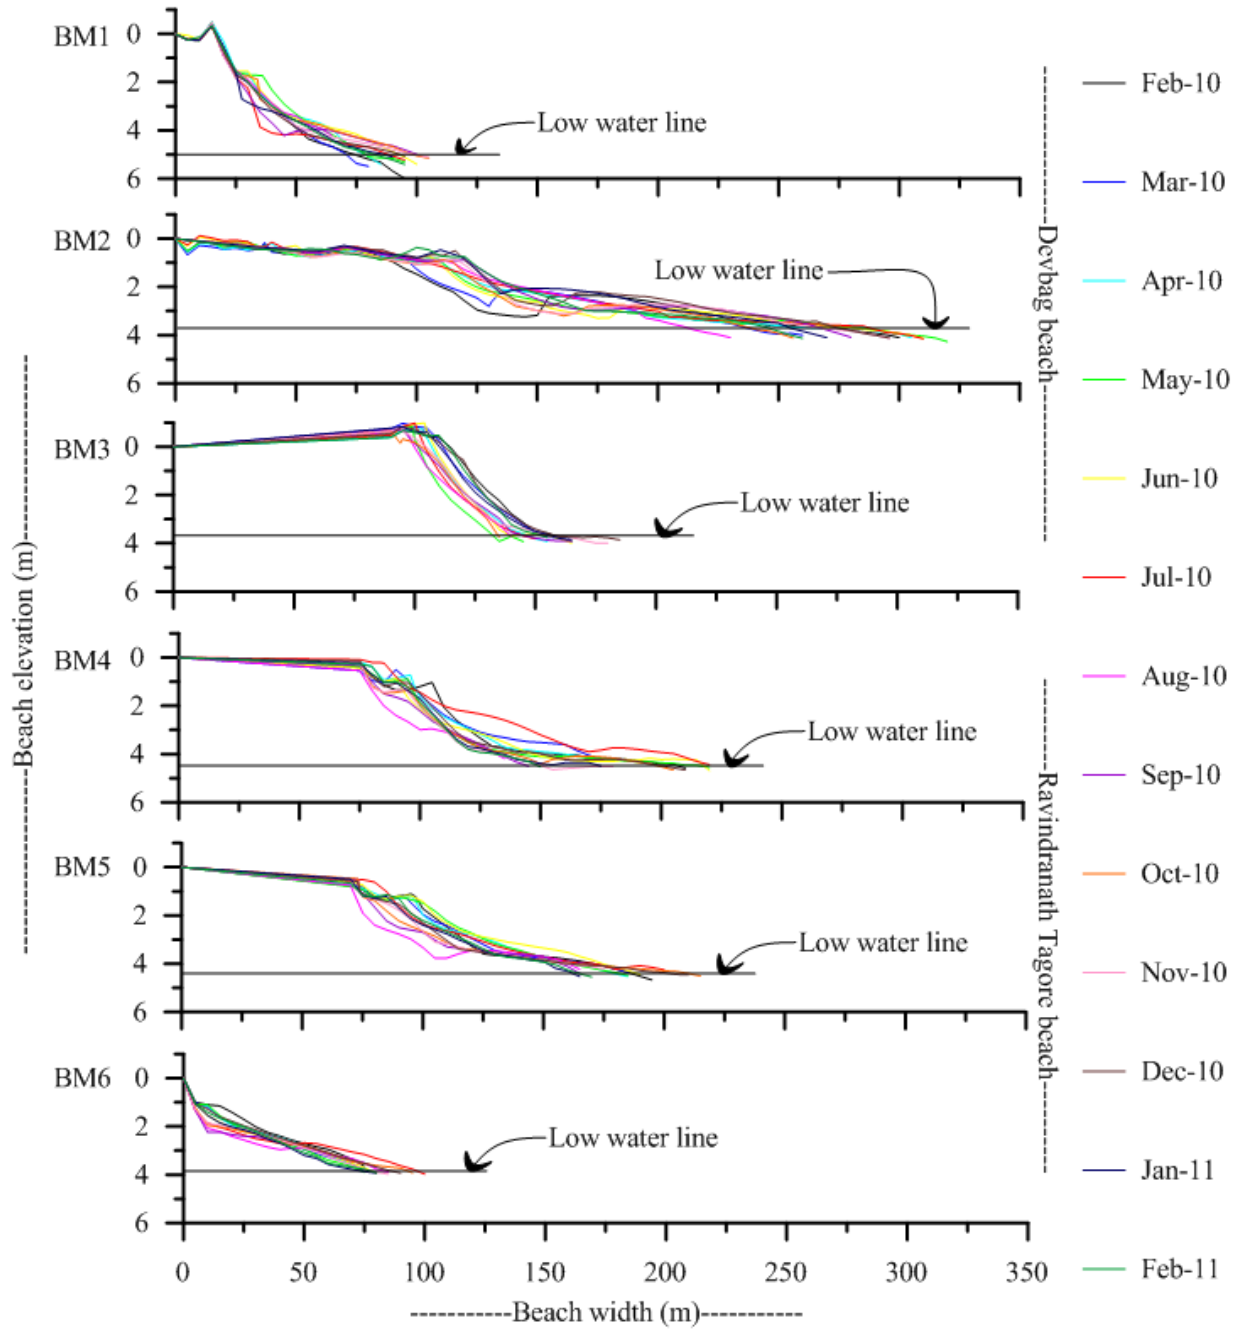 BM1
0
2
4
6
Low water line
BM2
0
2
4
6
Low water line
BM3
0
2
4
6
Low water line
BM4
0
2
4
6
Low water line
BM5
0
2
4
6
Low water line
BM6
0
2
4
6
Low water line
0 50 100 150 200 250 300 350
-----------Beach width (m)-----------
Beach elevation (m)
Devbag beach
Ravindranath Tagore beach
Feb-10
Mar-10
Apr-10
May-10
Jun-10
Jul-10
Aug-10
Sep-10
Oct-10
Nov-10
Dec-10
Jan-11
Feb-11